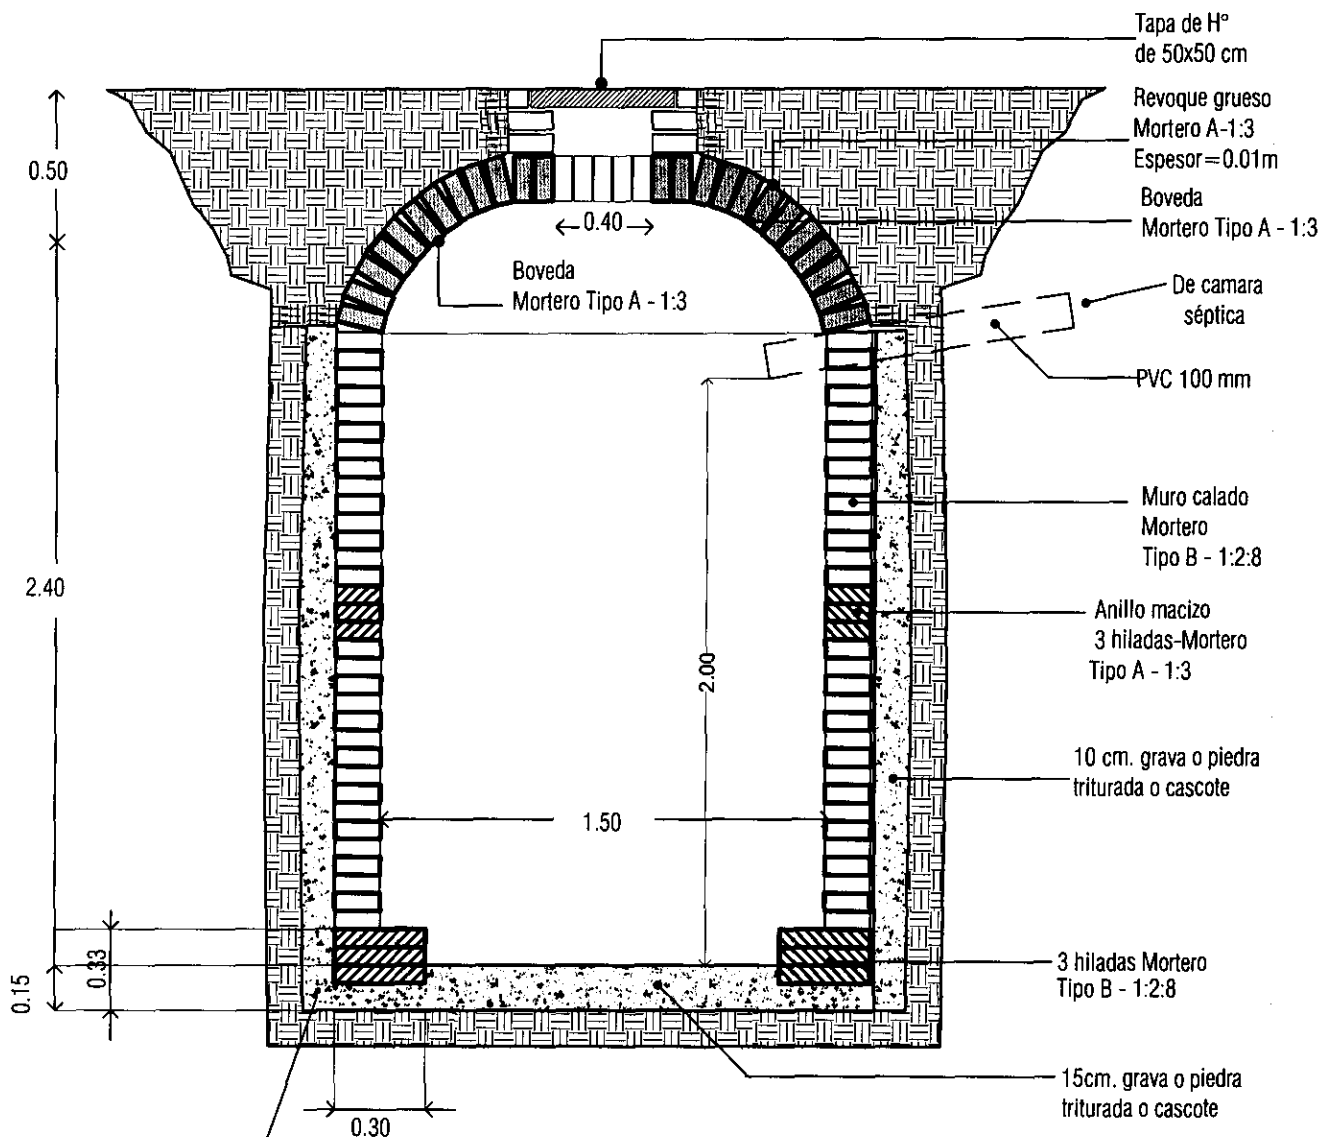 Tapa de Hº
de 50x50 cm
Revoque grueso
Mortero A-1:3
Espesor=0.01m
Boveda
Mortero Tipo A - 1:3
0.50
0.40
Boveda
Mortero Tipo A - 1:3
De camara
séptica
PVC 100 mm
Muro calado
Mortero
Tipo B - 1:2:8
2.40
Anillo macizo
3 hiladas-Mortero
Tipo A - 1:3
2.00
10 cm. grava o piedra
triturada o cascote
1.50
0.33
0.15
3 hiladas Mortero
Tipo B - 1:2:8
15cm. grava o piedra
triturada o cascote
0.30